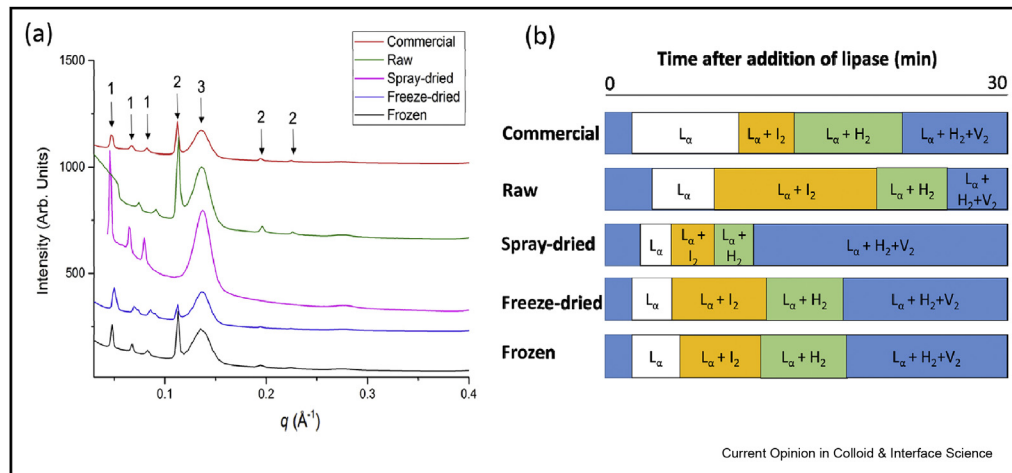 (a)
1500
1000
500
Intensity (Arb. Units)
0.1 0.2 0.3 0.4
q (Å⁻¹)
1 1 1 2 3 2 2
Commercial
Raw
Spray-dried
Freeze-dried
Frozen
(b)
Time after addition of lipase (min)
0 30
Commercial Lα Lα + I₂ Lα + H₂ Lα + H₂+V₂
Raw Lα Lα + I₂ Lα + H₂ Lα +
H₂+V₂
Spray-dried Lα Lα +
I₂ Lα +
H₂ Lα + H₂+V₂
Freeze-dried Lα Lα + I₂ Lα + H₂ Lα + H₂+V₂
Frozen Lα Lα + I₂ Lα + H₂ Lα + H₂+V₂
Current Opinion in Colloid & Interface Science